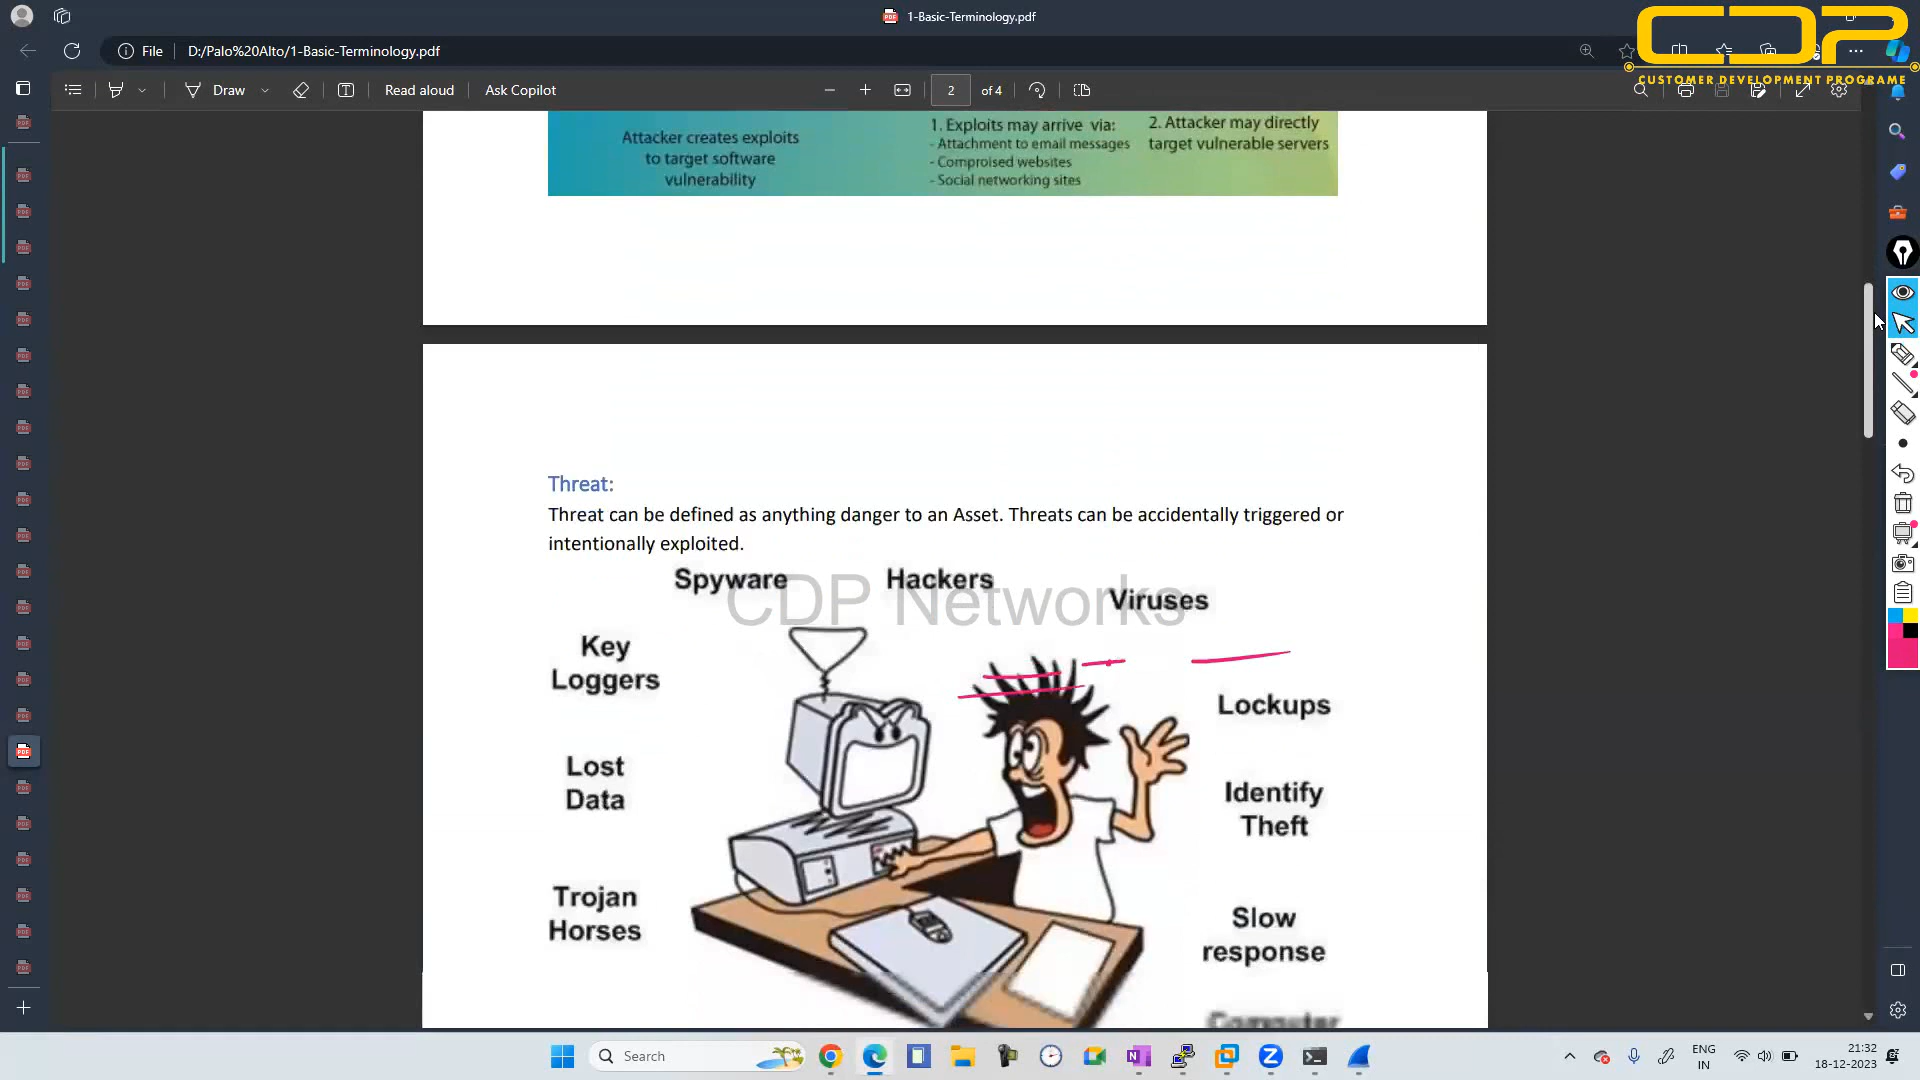 1-Basic-Terminology.pdf
CDP
CUSTOMER DEVELOPMENT PROGRAME
File
D:/Palo%20Alto/1-Basic-Terminology.pdf
Draw
Read aloud
Ask Copilot
2
of 4
Attacker creates exploits
to target software
vulnerability
1. Exploits may arrive via:
- Attachment to email messages
- Comproised websites
- Social networking sites
2. Attacker may directly
target vulnerable servers
Threat:
Threat can be defined as anything danger to an Asset. Threats can be accidentally triggered or
intentionally exploited.
Spyware
Hackers
Viruses
CDP Networks
Key
Loggers
Lockups
Lost
Data
Identify
Theft
Trojan
Horses
Slow
response
Computer
Search
ENG
IN
21:32
18-12-2023